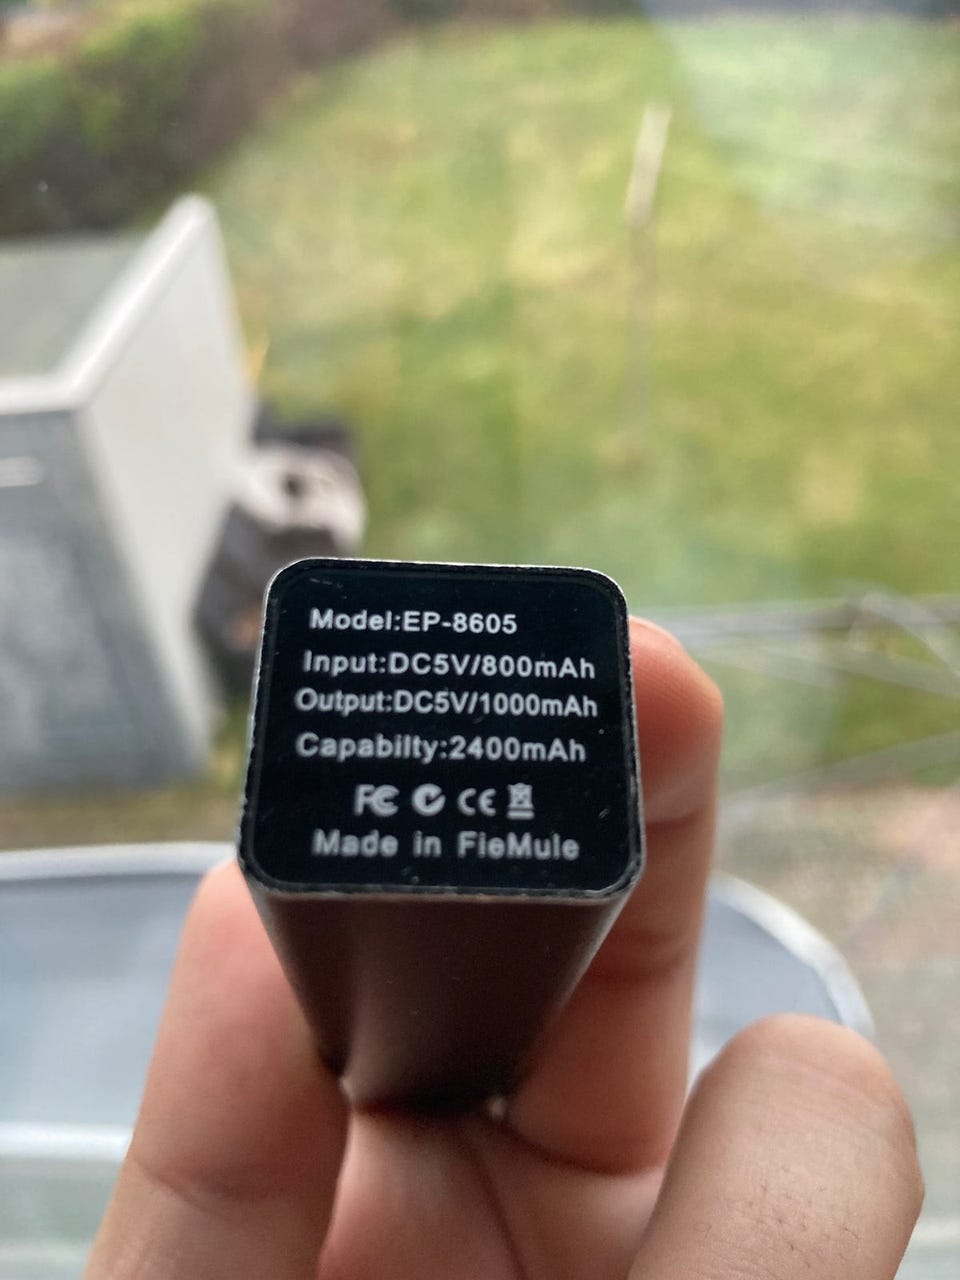 Model:EP-8605
Input:DC5V/800mAh
Output:DC5V/1000mAh
Capabilty:2400mAh
FC CE
Made in FieMule